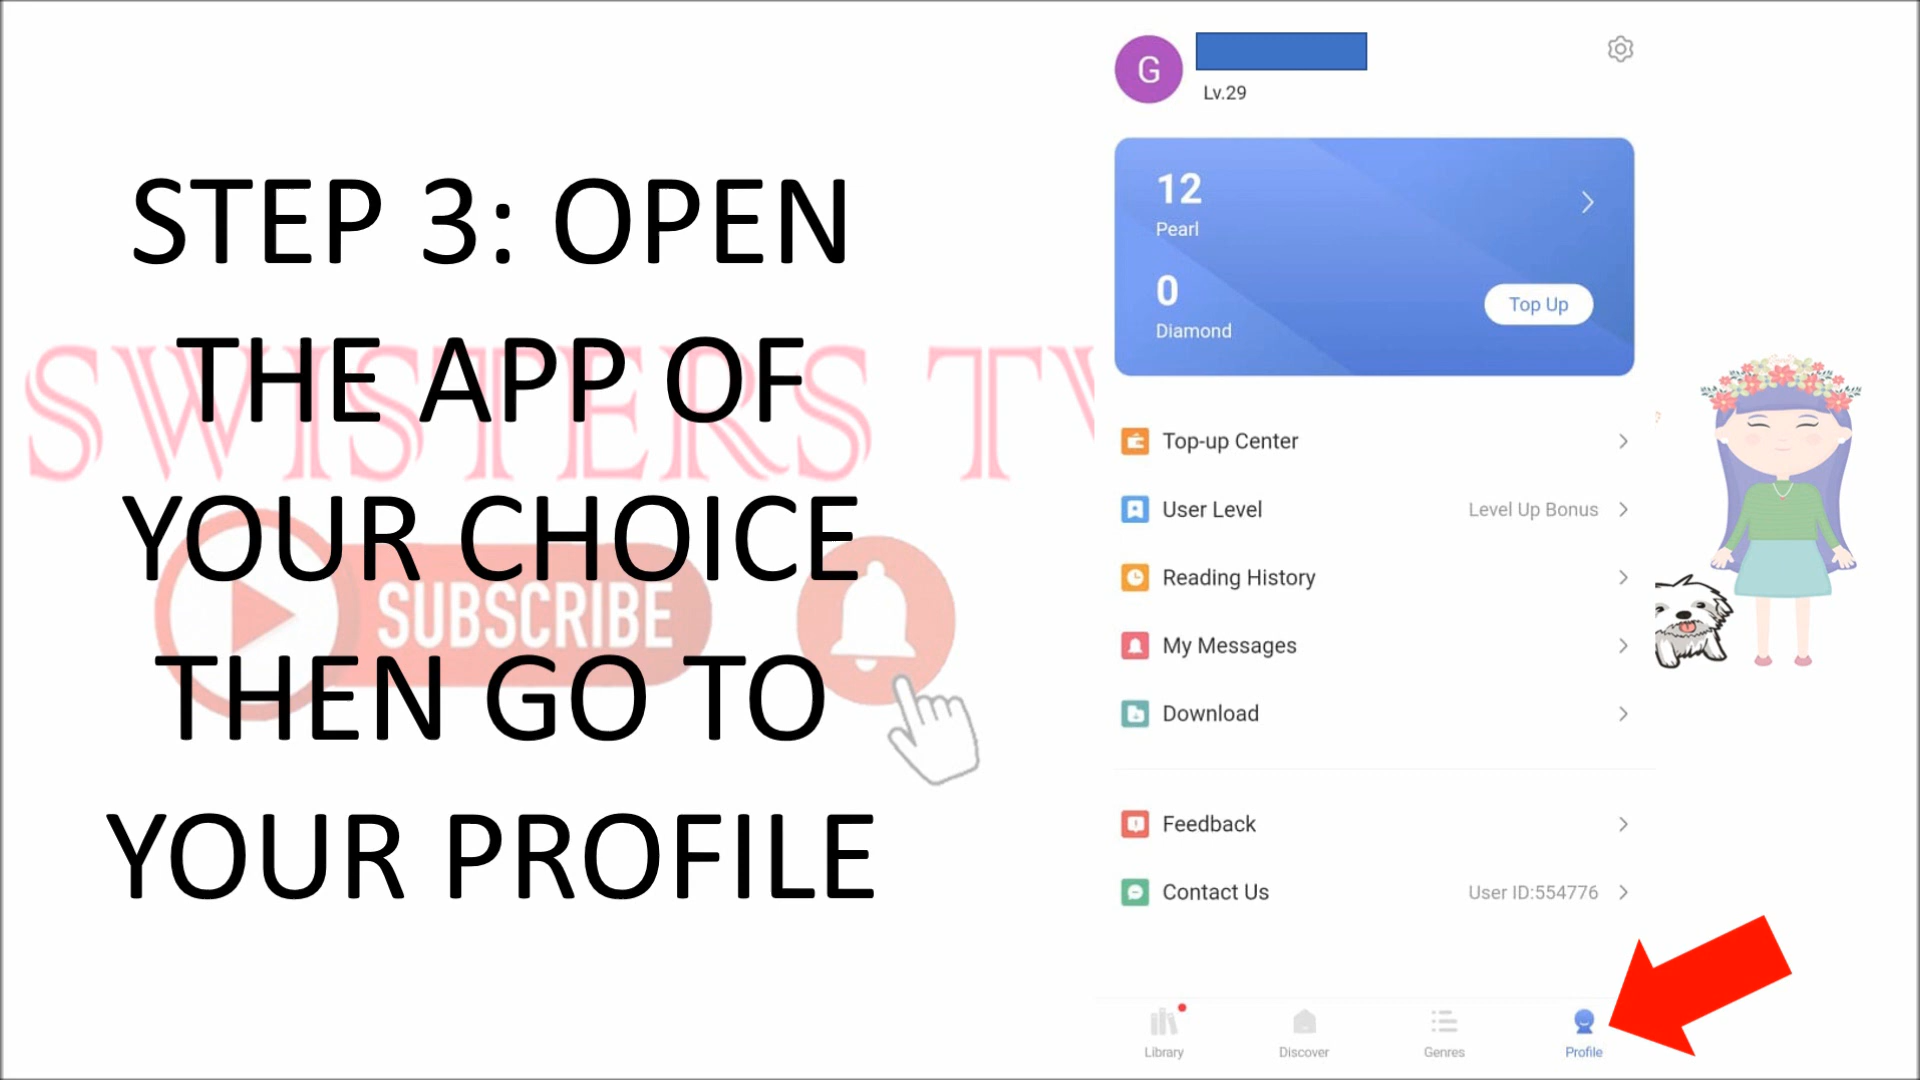 STEP 3: OPEN
THE APP OF
YOUR CHOICE
THEN GO TO
YOUR PROFILE
SWISTERS TV
SUBSCRIBE
G
Lv.29
12
Pearl
0
Diamond
Top Up
Top-up Center
User Level Level Up Bonus
Reading History
My Messages
Download
Feedback
Contact Us User ID:554776
Library Discover Genres Profile